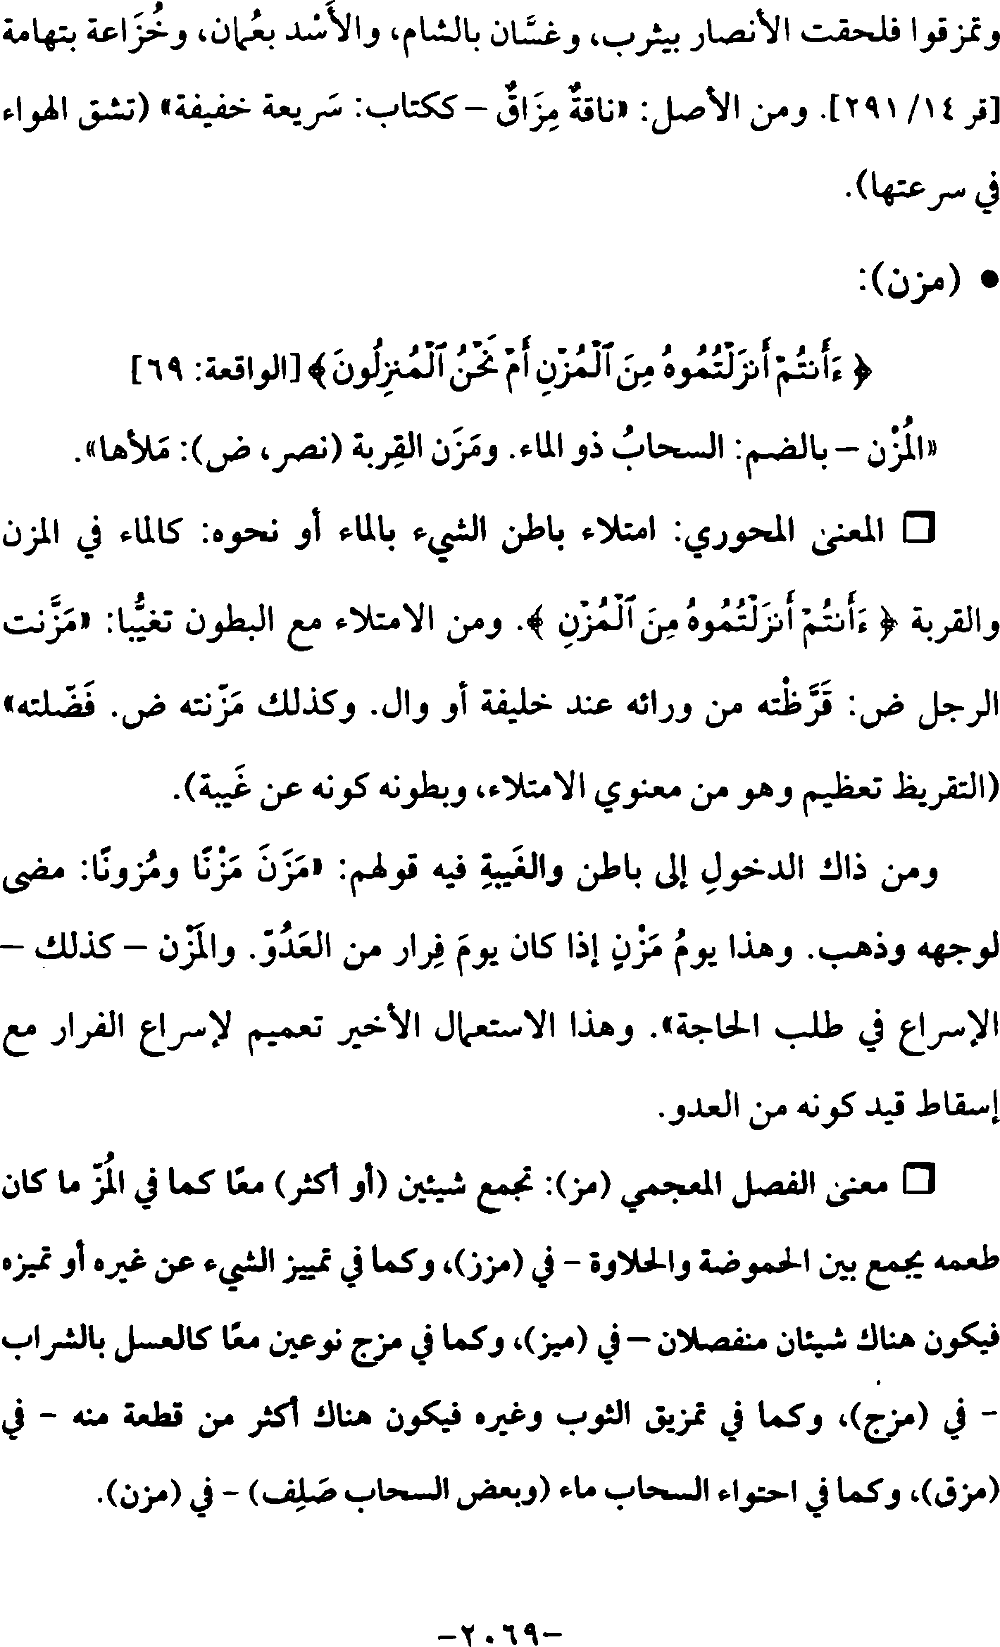 وتمزقوا فلحقت الأنصار بيثرب، وغسَّان بالشام، والأَسْد بعُمان، وخُزَاعة بتهامة
[قر ١٤/ ٢٩١]. ومن الأصل: «ناقةٌ مِزَاقٌ – ككتاب: سَريعة خفيفة» (تشق الهواء
في سرعتها).
• (مزن):
﴿ ءَأَنتُمْ أَنزَلْتُمُوهُ مِنَ ٱلْمُزْنِ أَمْ نَحْنُ ٱلْمُنزِلُونَ﴾ [الواقعة: ٦٩]
«المُزْن – بالضم: السحابُ ذو الماء. ومَزَن القِربة (نصر، ض): مَلأها».
❏ المعنى المحوري: امتلاء باطن الشيء بالماء أو نحوه: كالماء في المزن
والقربة ﴿ ءَأَنتُمْ أَنزَلْتُمُوهُ مِنَ ٱلْمُزْنِ ﴾. ومن الامتلاء مع البطون تغيُّبا: «مَزَّنت
الرجل ض: قَرَّظْته من ورائه عند خليفة أو وال. وكذلك مَزّنته ض. فَضّلته»
(التقريظ تعظيم وهو من معنوي الامتلاء، وبطونه كونه عن غَيبة).
ومن ذاك الدخولِ إلى باطن والغَيبةِ فيه قولهم: «مَزَنَ مَزْنًا ومُزونًا: مضى
لوجهه وذهب. وهذا يومُ مَزْنٍ إذا كان يومَ فِرار من العَدُوّ. والمَزْن – كذلك –
الإسراع في طلب الحاجة». وهذا الاستعمال الأخير تعميم لإسراع الفرار مع
إسقاط قيد كونه من العدو.
❏ معنى الفصل المعجمي (مز): تجمع شيئين (أو أكثر) معًا كما في المُزّ ما كان
طعمه يجمع بين الحموضة والحلاوة – في (مزز)، وكما في تمييز الشيء عن غيره أو تميزه
فيكون هناك شيئان منفصلان – في (ميز)، وكما في مزج نوعين معًا كالعسل بالشراب
– في (مزج)، وكما في تمزيق الثوب وغيره فيكون هناك أكثر من قطعة منه – في
(مزق)، وكما في احتواء السحاب ماء (وبعض السحاب صَلِف) – في (مزن).
–٢٠٦٩–